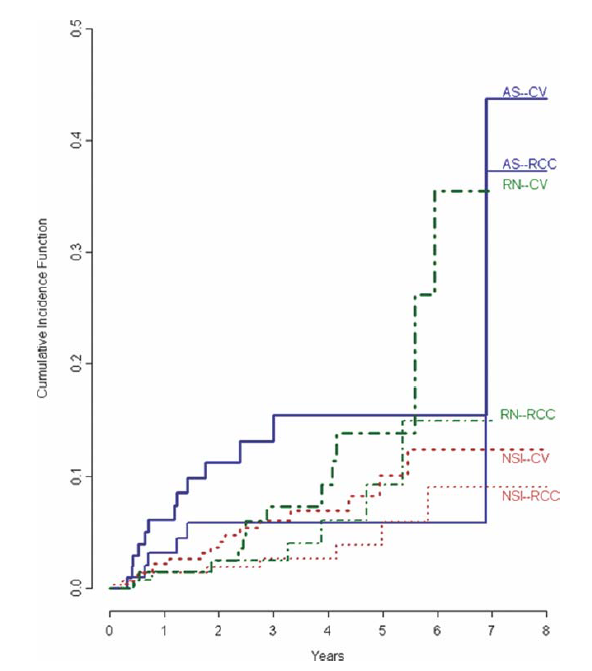 0.5
AS--CV
0.4
AS--RCC
RN--CV
0.3
Cumulative Incidence Function
0.2
RN--RCC
NSI--CV
0.1
NSI--RCC
0.0
0 1 2 3 4 5 6 7 8
Years